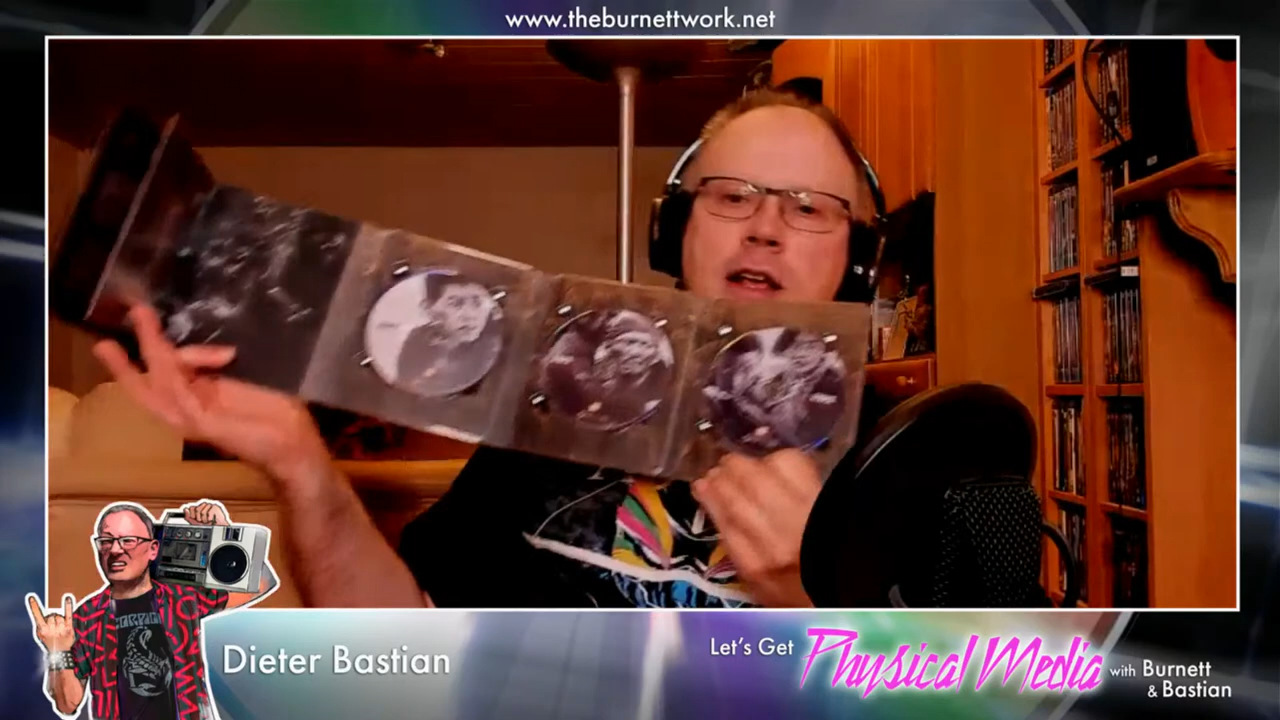 www.theburnettwork.net
Dieter Bastian
Let's Get Physical Media with Burnett
& Bastian